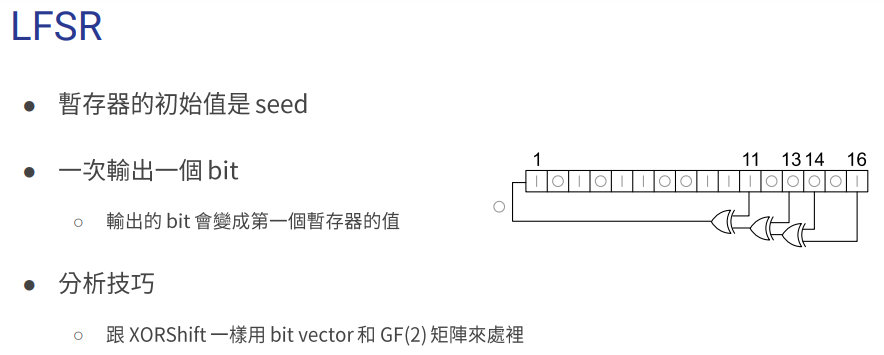 LFSR
● 暫存器的初始值是 seed
● 一次輸出一個 bit
○ 輸出的 bit 會變成第一個暫存器的值
● 分析技巧
○ 跟 XORShift 一樣用 bit vector 和 GF(2) 矩陣來處裡
1 11 13 14 16